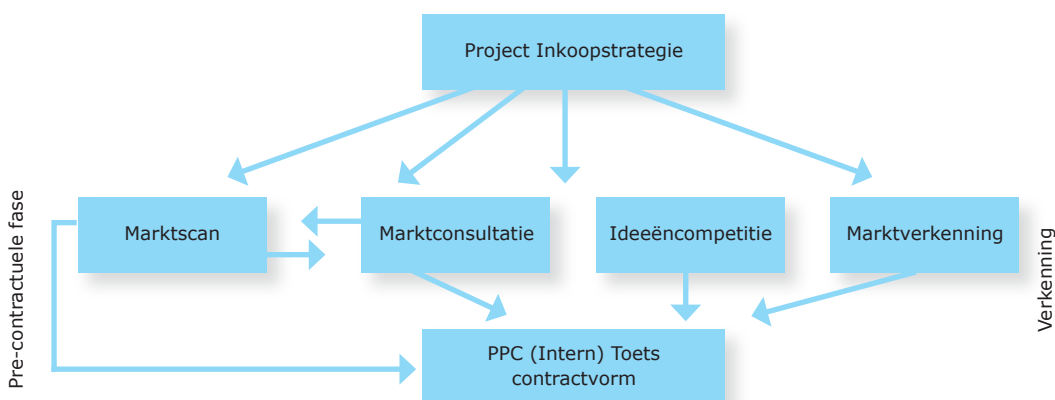 Project Inkoopstrategie
Pre-contractuele fase
Marktscan
Marktconsultatie
Ideeëncompetitie
Marktverkenning
Verkenning
PPC (Intern) Toets
contractvorm